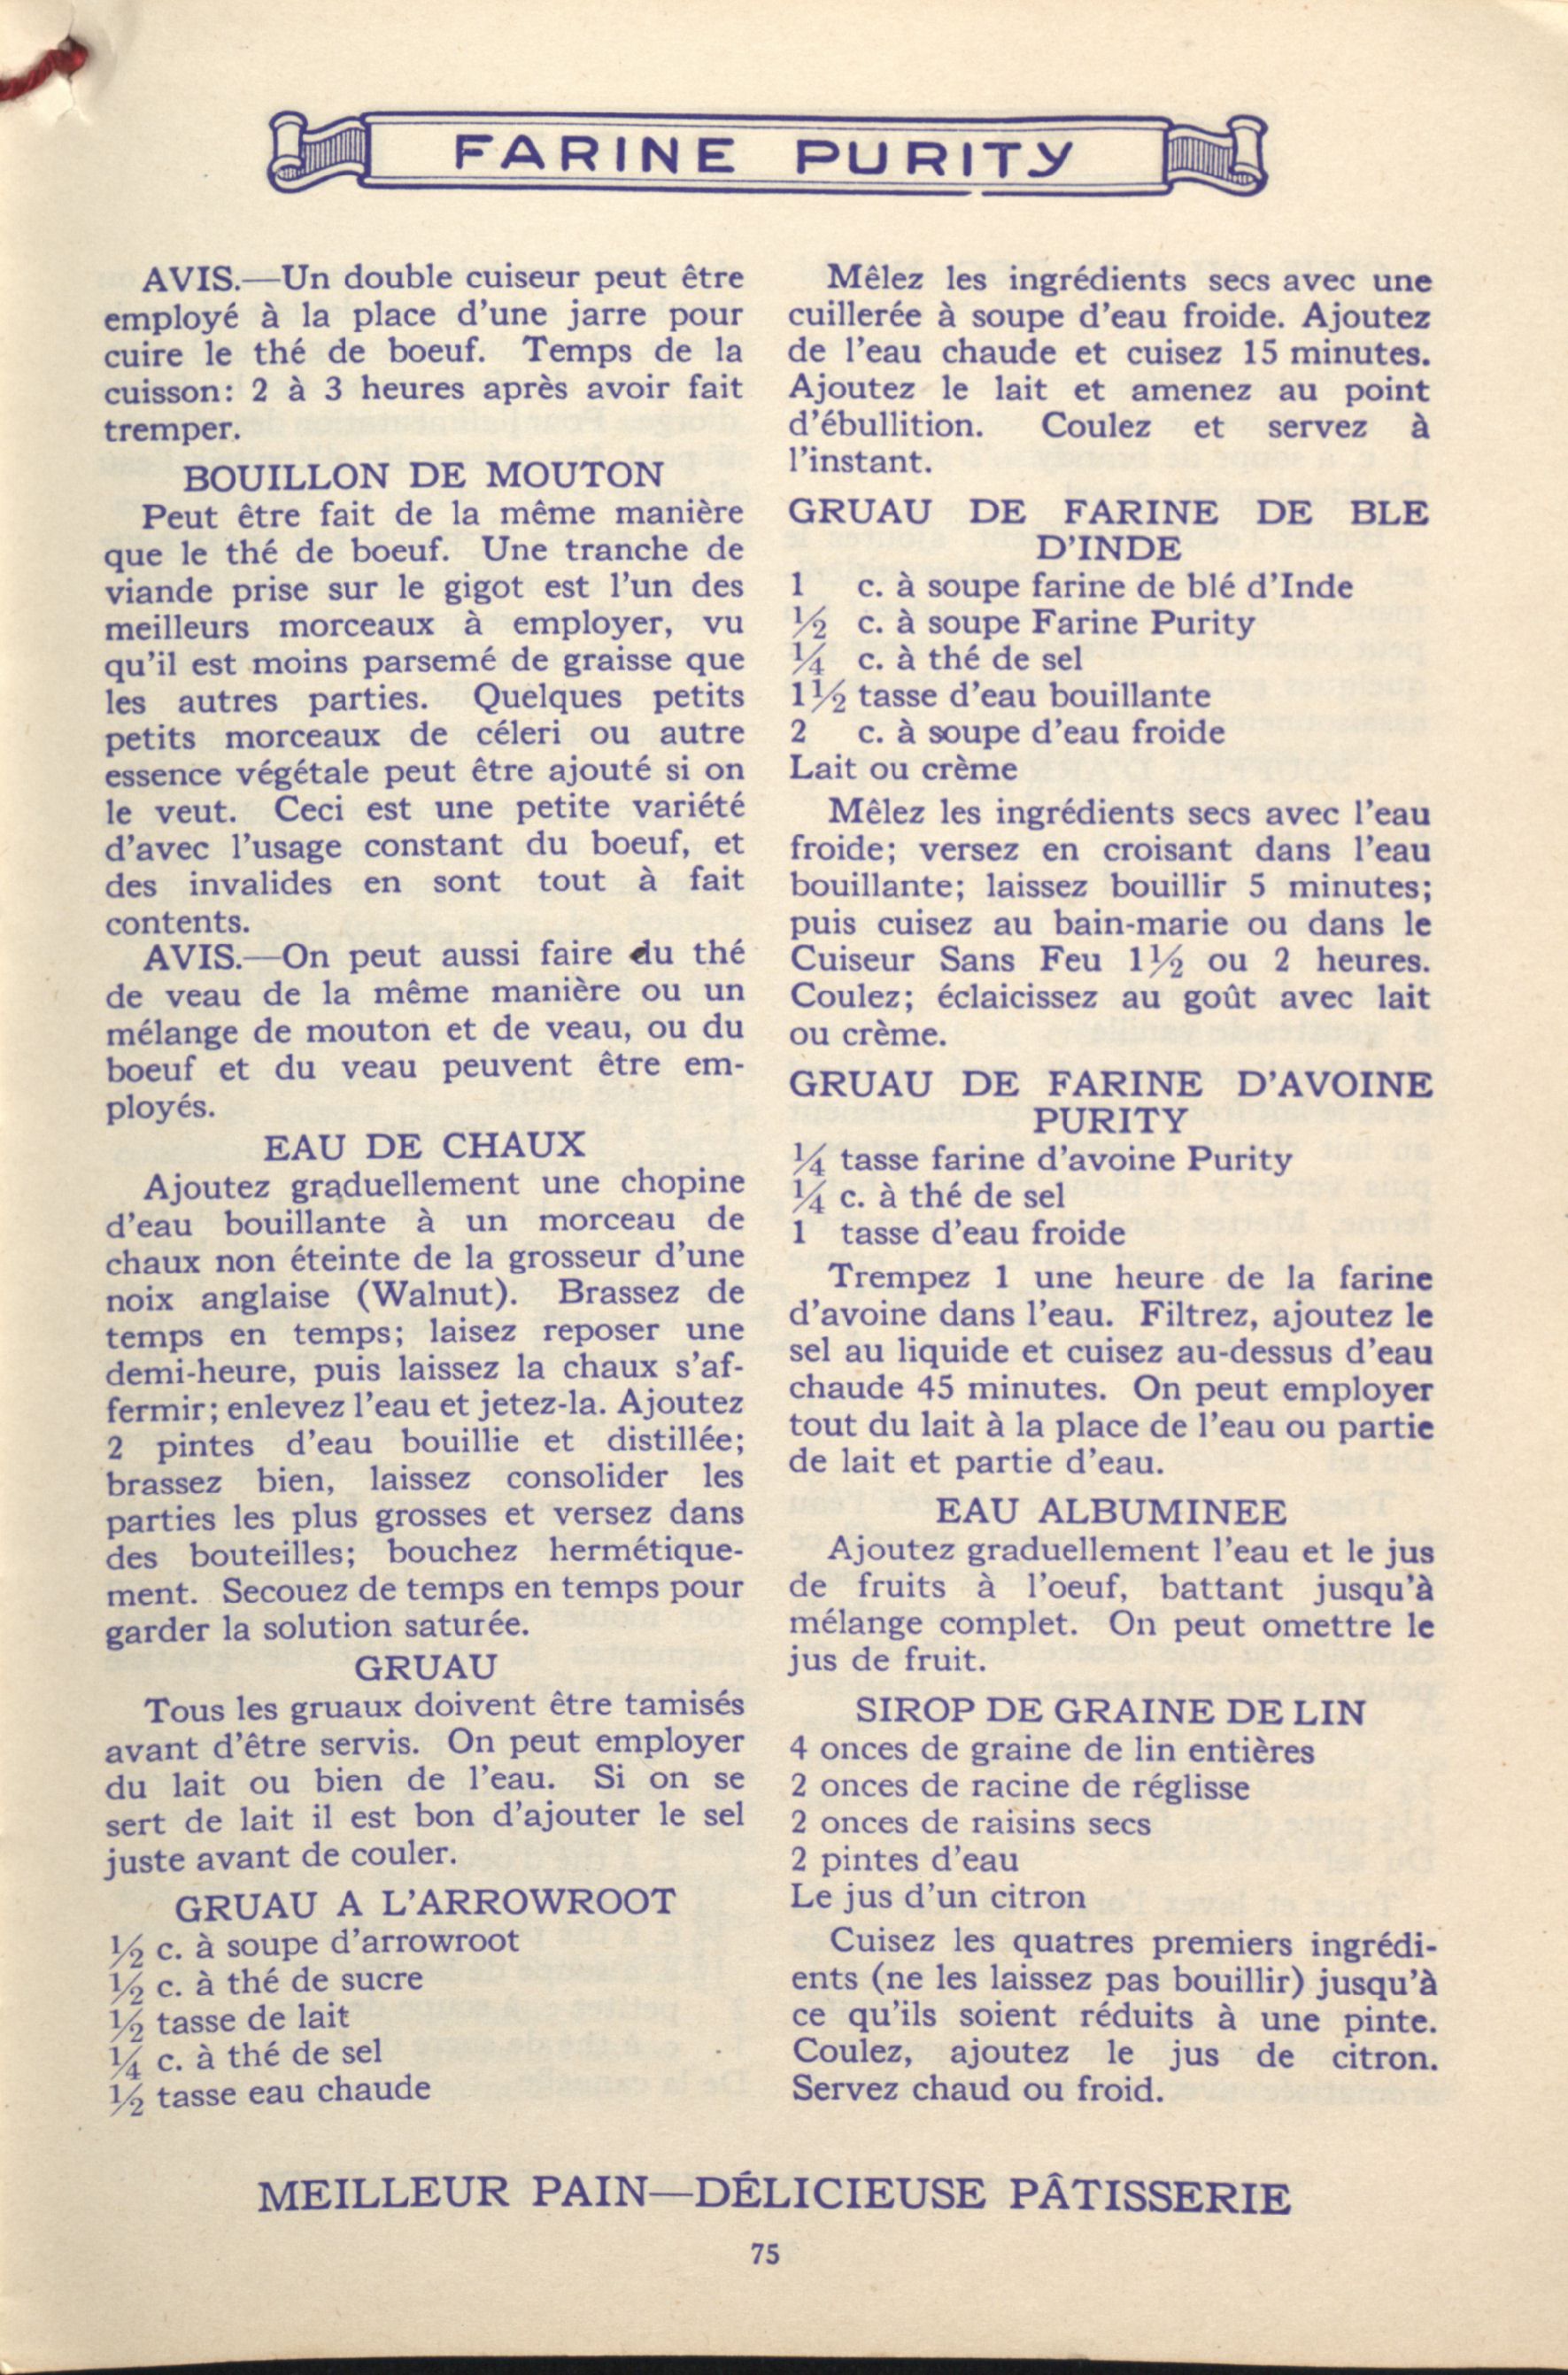 FARINE PURITY
AVIS.—Un double cuiseur peut être
employé à la place d'une jarre pour
cuire le thé de boeuf. Temps de la
cuisson: 2 à 3 heures après avoir fait
tremper.
BOUILLON DE MOUTON
Peut être fait de la même manière
que le thé de boeuf. Une tranche de
viande prise sur le gigot est l'un des
meilleurs morceaux à employer, vu
qu'il est moins parsemé de graisse que
les autres parties. Quelques petits
petits morceaux de céleri ou autre
essence végétale peut être ajouté si on
le veut. Ceci est une petite variété
d'avec l'usage constant du boeuf, et
des invalides en sont tout à fait
contents.
AVIS.—On peut aussi faire du thé
de veau de la même manière ou un
mélange de mouton et de veau, ou du
boeuf et du veau peuvent être em-
ployés.
EAU DE CHAUX
Ajoutez graduellement une chopine
d'eau bouillante à un morceau de
chaux non éteinte de la grosseur d'une
noix anglaise (Walnut). Brassez de
temps en temps; laisez reposer une
demi-heure, puis laissez la chaux s'af-
fermir; enlevez l'eau et jetez-la. Ajoutez
2 pintes d'eau bouillie et distillée;
brassez bien, laissez consolider les
parties les plus grosses et versez dans
des bouteilles; bouchez hermétique-
ment. Secouez de temps en temps pour
garder la solution saturée.
GRUAU
Tous les gruaux doivent être tamisés
avant d'être servis. On peut employer
du lait ou bien de l'eau. Si on se
sert de lait il est bon d'ajouter le sel
juste avant de couler.
GRUAU A L'ARROWROOT
½ c. à soupe d'arrowroot
½ c. à thé de sucre
½ tasse de lait
¼ c. à thé de sel
½ tasse eau chaude
Mêlez les ingrédients secs avec une
cuillerée à soupe d'eau froide. Ajoutez
de l'eau chaude et cuisez 15 minutes.
Ajoutez le lait et amenez au point
d'ébullition. Coulez et servez à
l'instant.
GRUAU DE FARINE DE BLE
D'INDE
1 c. à soupe farine de blé d'Inde
½ c. à soupe Farine Purity
¼ c. à thé de sel
1½ tasse d'eau bouillante
2 c. à soupe d'eau froide
Lait ou crème
Mêlez les ingrédients secs avec l'eau
froide; versez en croisant dans l'eau
bouillante; laissez bouillir 5 minutes;
puis cuisez au bain-marie ou dans le
Cuiseur Sans Feu 1½ ou 2 heures.
Coulez; éclaicissez au goût avec lait
ou crème.
GRUAU DE FARINE D'AVOINE
PURITY
¼ tasse farine d'avoine Purity
¼ c. à thé de sel
1 tasse d'eau froide
Trempez 1 une heure de la farine
d'avoine dans l'eau. Filtrez, ajoutez le
sel au liquide et cuisez au-dessus d'eau
chaude 45 minutes. On peut employer
tout du lait à la place de l'eau ou partie
de lait et partie d'eau.
EAU ALBUMINEE
Ajoutez graduellement l'eau et le jus
de fruits à l'oeuf, battant jusqu'à
mélange complet. On peut omettre le
jus de fruit.
SIROP DE GRAINE DE LIN
4 onces de graine de lin entières
2 onces de racine de réglisse
2 onces de raisins secs
2 pintes d'eau
Le jus d'un citron
Cuisez les quatres premiers ingrédi-
ents (ne les laissez pas bouillir) jusqu'à
ce qu'ils soient réduits à une pinte.
Coulez, ajoutez le jus de citron.
Servez chaud ou froid.
MEILLEUR PAIN—DÉLICIEUSE PÂTISSERIE
75